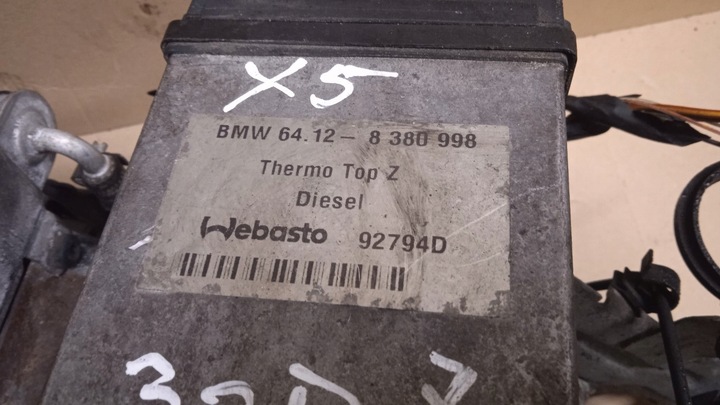 X5
BMW 64.12 - 8 380 998
Thermo Top Z
Diesel
Webasto 92794D